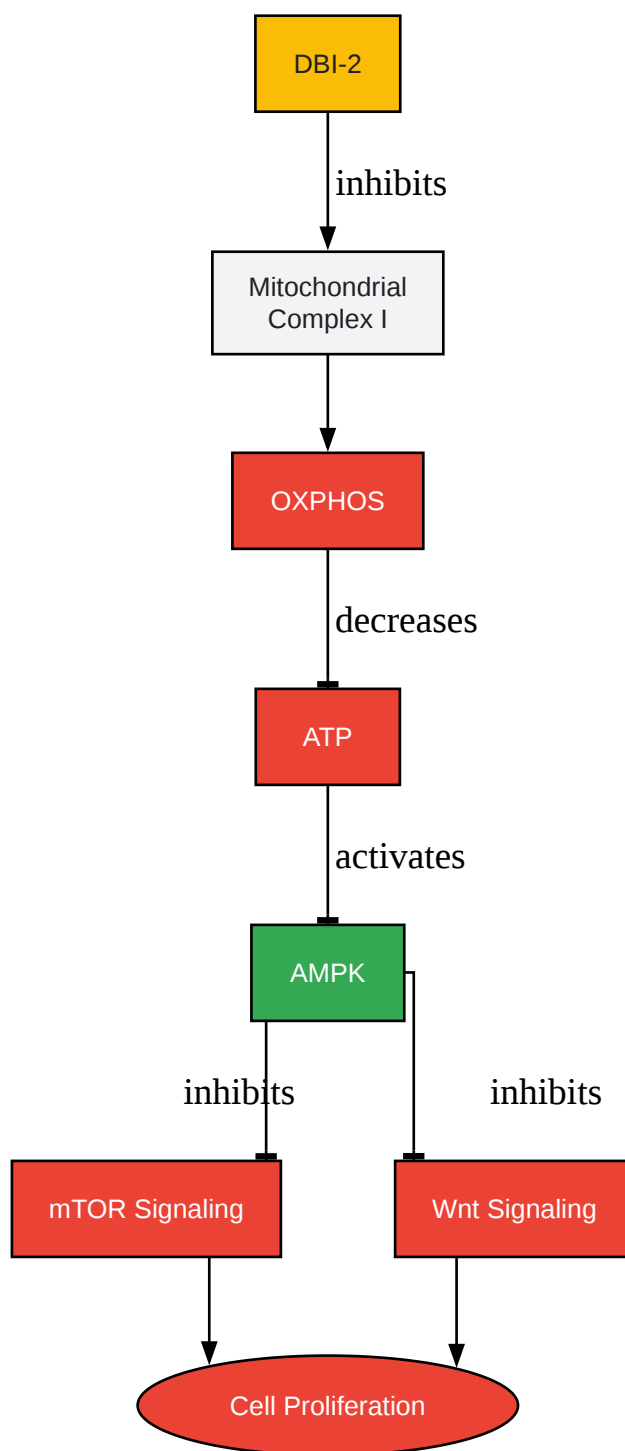 DBI-2
inhibits
Mitochondrial
Complex I
OXPHOS
decreases
ATP
activates
AMPK
inhibits
inhibits
mTOR Signaling
Wnt Signaling
Cell Proliferation